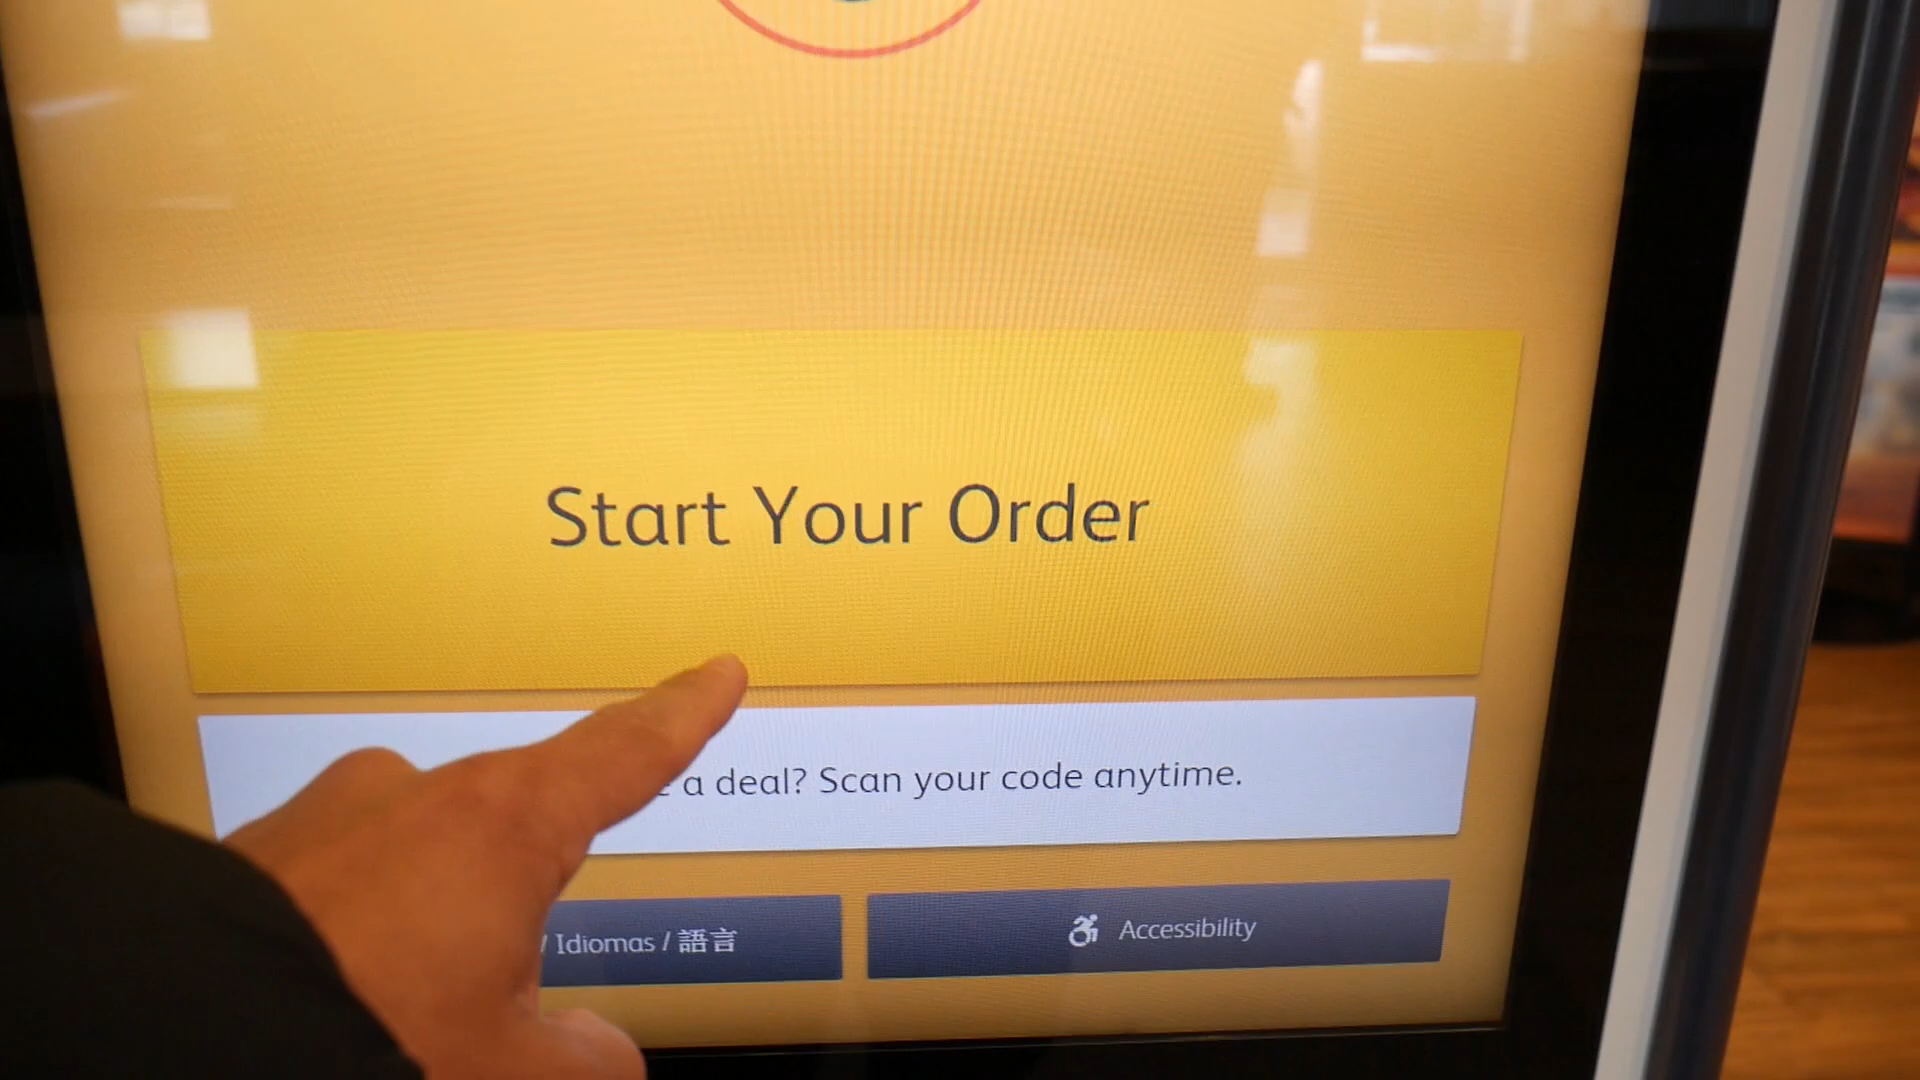 Start Your Order
a deal? Scan your code anytime.
/ Idiomas / 語言
Accessibility